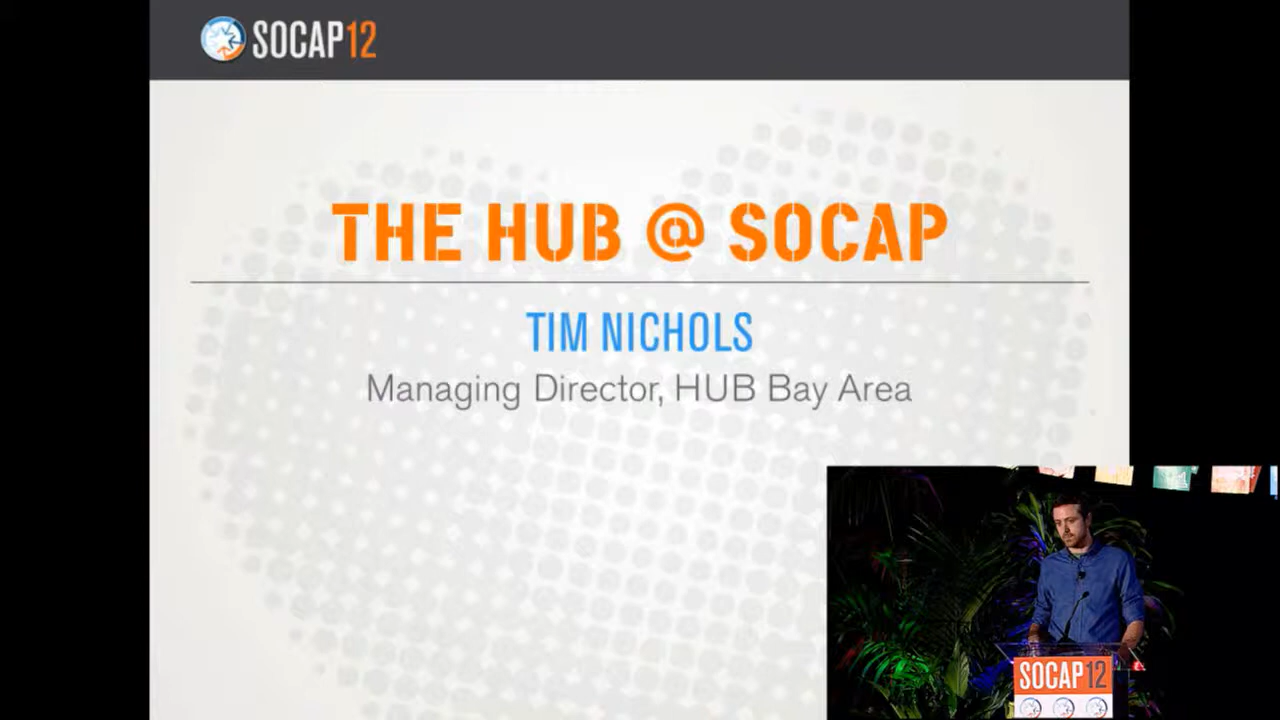 SOCAP12
THE HUB @ SOCAP
TIM NICHOLS
Managing Director, HUB Bay Area
SOCAP12